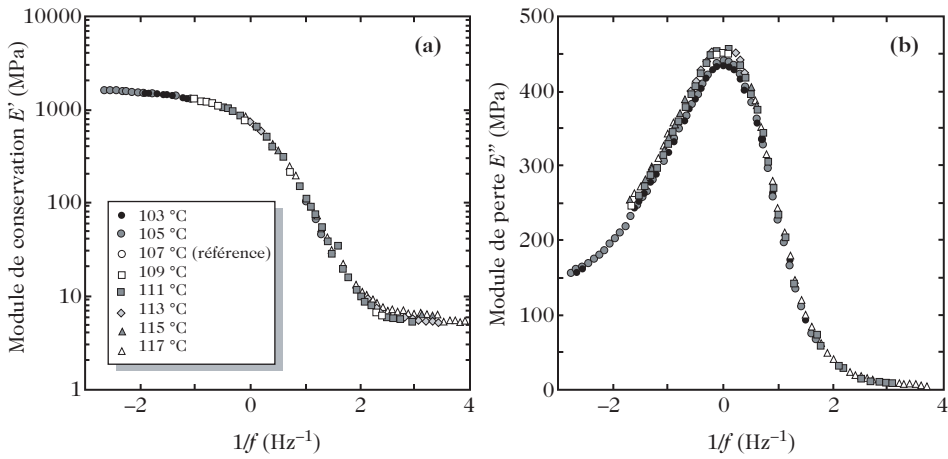 (a)
Module de conservation E' (MPa)
10000
1000
100
10
1
103 °C
105 °C
107 °C (référence)
109 °C
111 °C
113 °C
115 °C
117 °C
−2
0
2
4
1/f (Hz⁻¹)
(b)
Module de perte E" (MPa)
500
400
300
200
100
0
−2
0
2
4
1/f (Hz⁻¹)